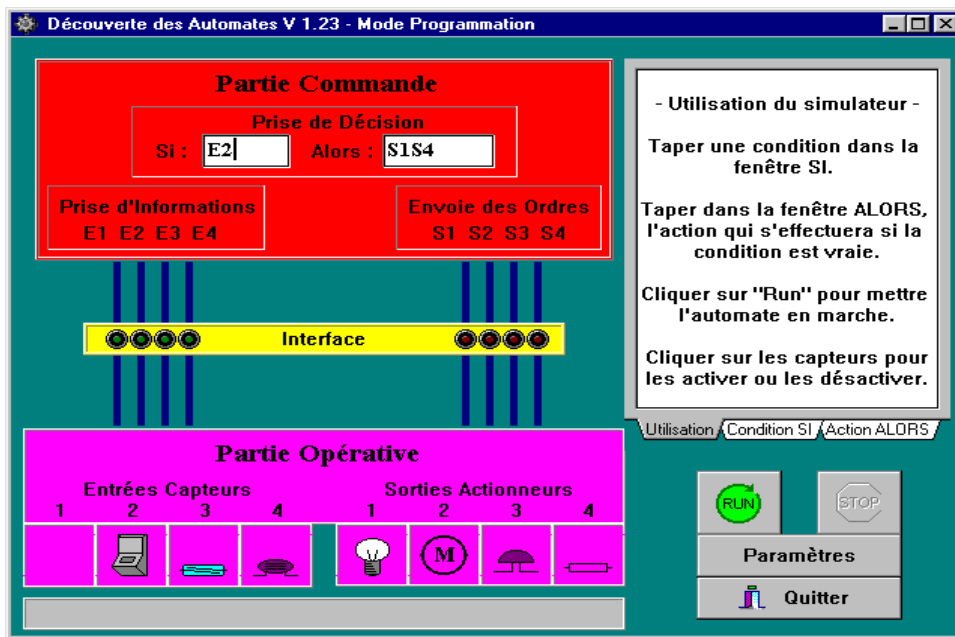 Découverte des Automates V 1.23 - Mode Programmation
Partie Commande
Prise de Décision
Si : E2 Alors : S1S4
Prise d'Informations
E1 E2 E3 E4
Envoie des Ordres
S1 S2 S3 S4
Interface
Partie Opérative
Entrées Capteurs
1 2 3 4
Sorties Actionneurs
1 2 3 4
M
- Utilisation du simulateur -
Taper une condition dans la
fenêtre SI.
Taper dans la fenêtre ALORS,
l'action qui s'effectuera si la
condition est vraie.
Cliquer sur "Run" pour mettre
l'automate en marche.
Cliquer sur les capteurs pour
les activer ou les désactiver.
Utilisation Condition SI Action ALORS
RUN STOP
Paramètres
Quitter